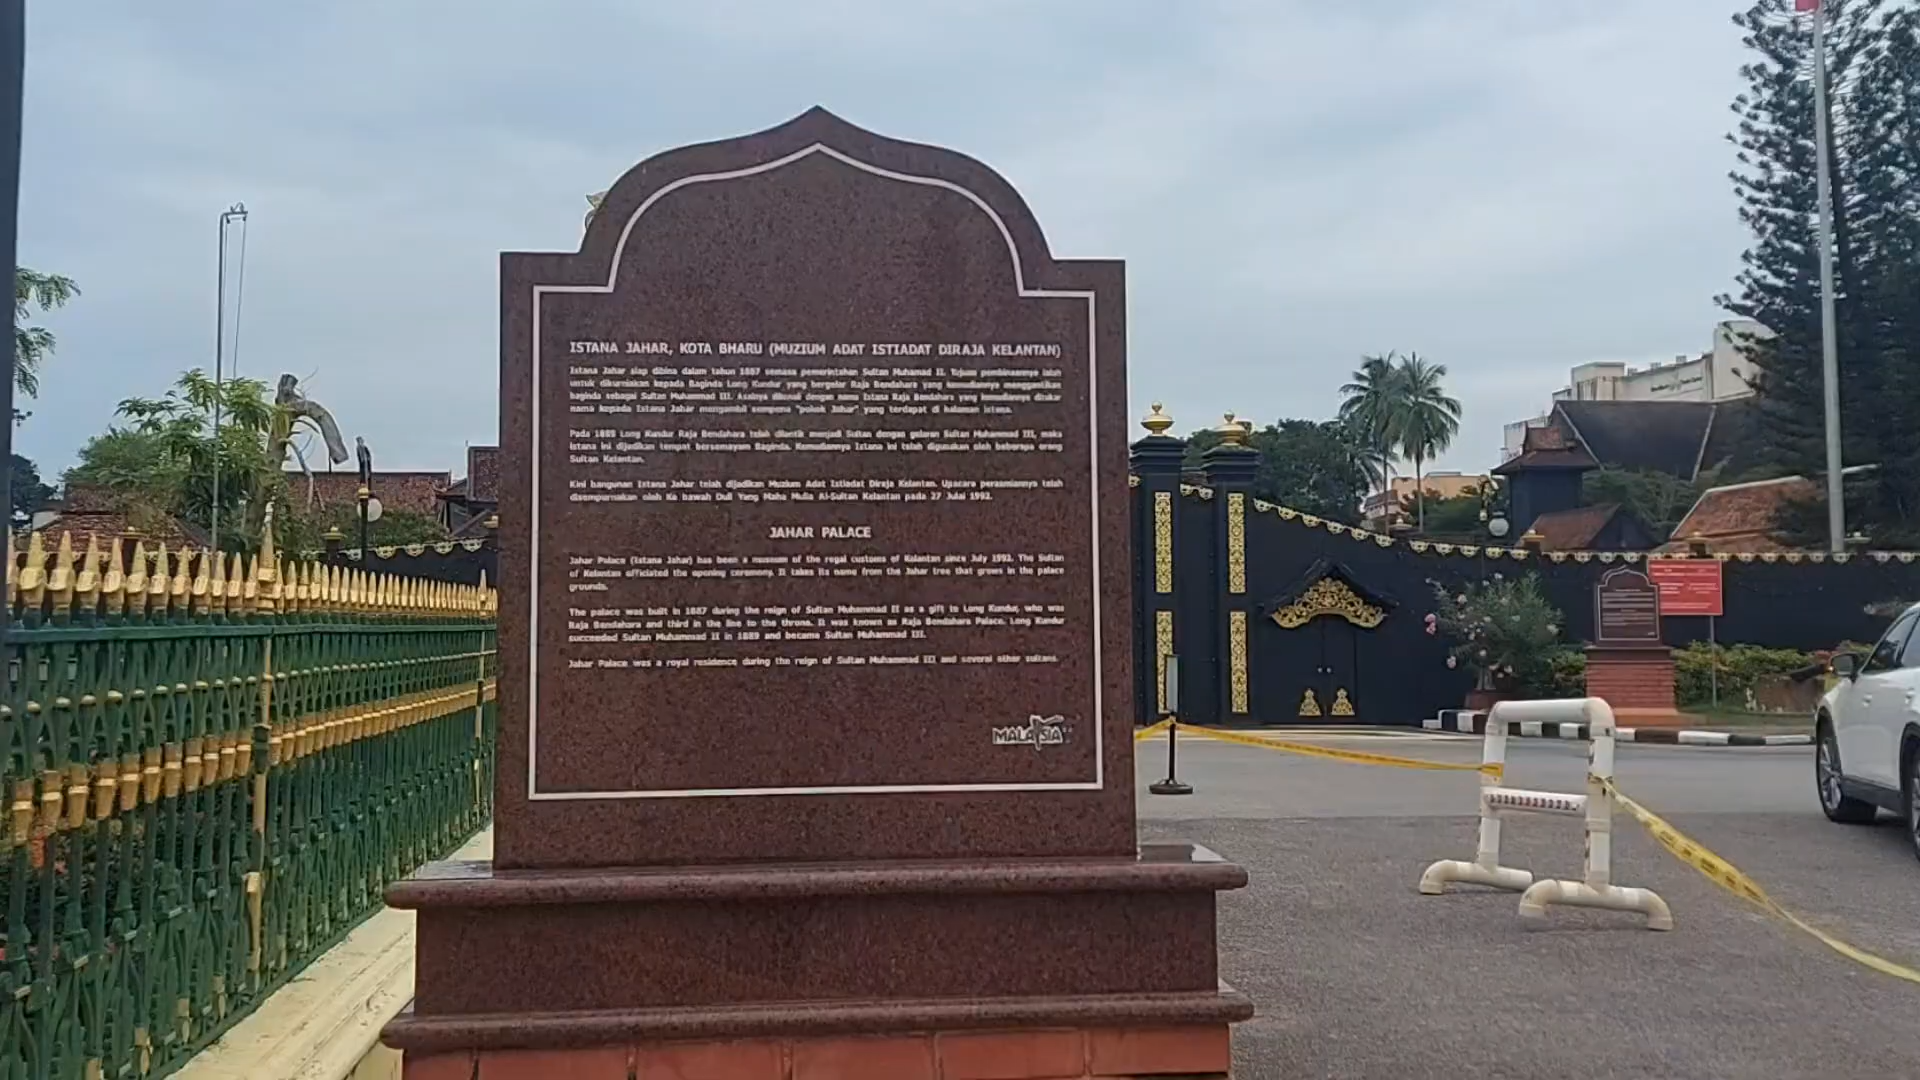 ISTANA JAHAR, KOTA BHARU (MUZIUM ADAT ISTIADAT DIRAJA KELANTAN)
Istana Jahar siap dibina dalam tahun 1887 semasa pemerintahan Sultan Muhamad II. Tujuan pembinaannya ialah
untuk dikurniakan kepada Baginda Long Kundur yang bergelar Raja Bendahara yang kemudiannya menggantikan
baginda sebagai Sultan Muhammad III. Asalnya dikenali dengan nama Istana Raja Bendahara yang kemudiannya ditukar
nama kepada Istana Jahar mengambil sempena "pokok Jahar" yang terdapat di halaman istana.
Pada 1889 Long Kundur Raja Bendahara telah dilantik menjadi Sultan dengan gelaran Sultan Muhammad III, maka
istana ini dijadikan tempat bersemayam Baginda. Kemudiannya Istana ini telah digunakan oleh beberapa orang
Sultan Kelantan.
Kini bangunan Istana Jahar telah dijadikan Muzium Adat Istiadat Diraja Kelantan. Upacara perasmiannya telah
disempurnakan oleh Ke bawah Duli Yang Maha Mulia Al-Sultan Kelantan pada 27 Julai 1992.
JAHAR PALACE
Jahar Palace (Istana Jahar) has been a museum of the regal customs of Kelantan since July 1992. The Sultan
of Kelantan officiated the opening ceremony. It takes its name from the Jahar tree that grows in the palace
grounds.
The palace was built in 1887 during the reign of Sultan Muhammad II as a gift to Long Kundur, who was
Raja Bendahara and third in the line to the throne. It was known as Raja Bendahara Palace. Long Kundur
succeeded Sultan Muhammad II in 1889 and became Sultan Muhammad III.
Jahar Palace was a royal residence during the reign of Sultan Muhammad III and several other sultans.
MALAYSIA